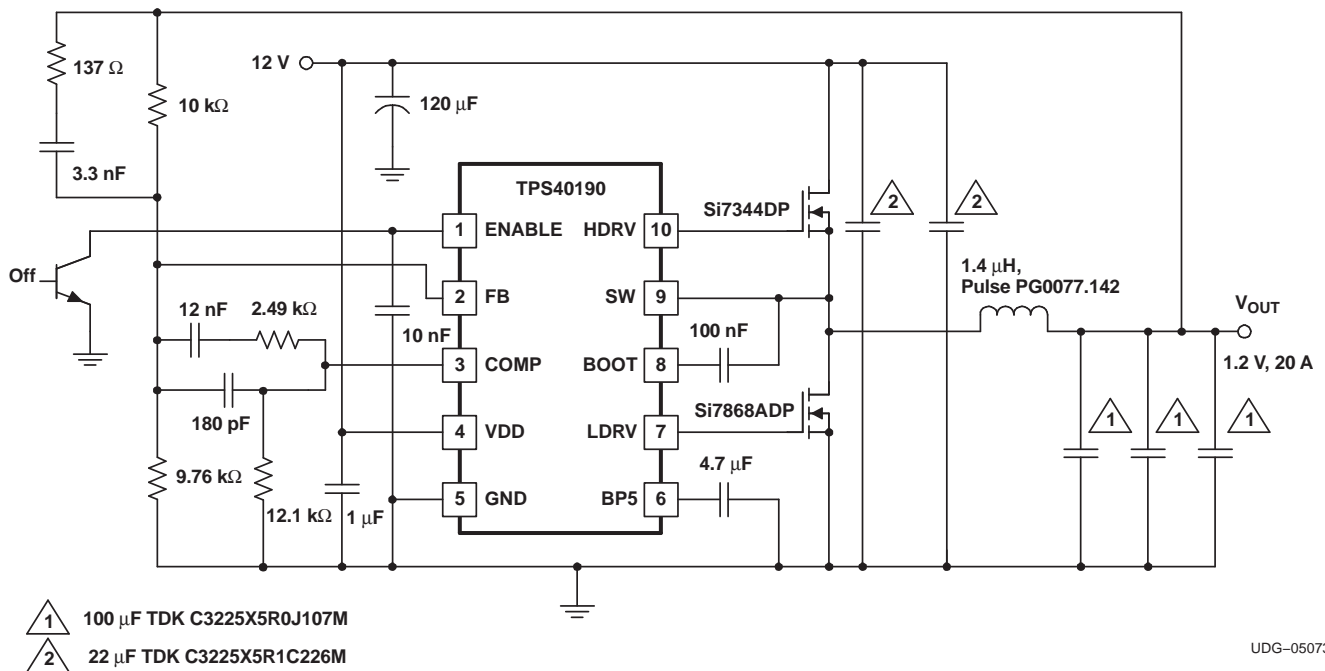 137 Ω
10 kΩ
3.3 nF
12 V
120 μF
TPS40190
1 ENABLE HDRV 10
2 FB SW 9
3 COMP BOOT 8
4 VDD LDRV 7
5 GND BP5 6
Si7344DP
2
2
Off
12 nF
2.49 kΩ
10 nF
180 pF
9.76 kΩ
12.1 kΩ
1 μF
100 nF
Si7868ADP
4.7 μF
1.4 μH,
Pulse PG0077.142
VOUT
1.2 V, 20 A
1
1
1
1 100 μF TDK C3225X5R0J107M
2 22 μF TDK C3225X5R1C226M
UDG–05073